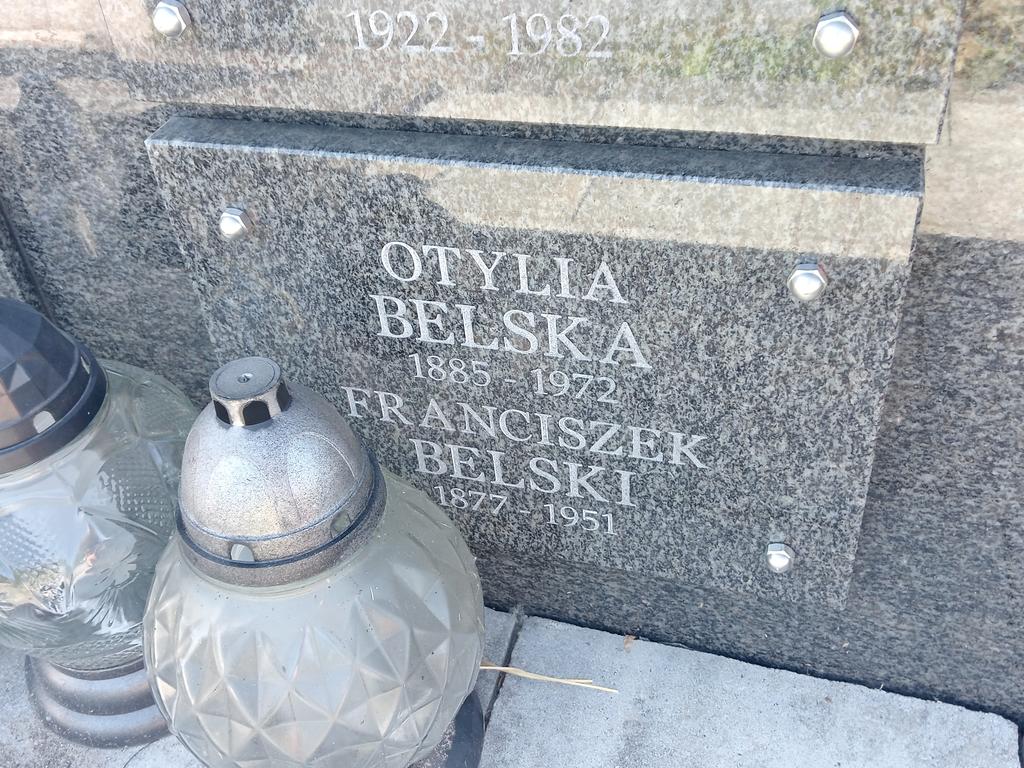 1922 - 1982
OTYLIA
BELSKA
1885 - 1972
FRANCISZEK
BELSKI
1877 - 1951